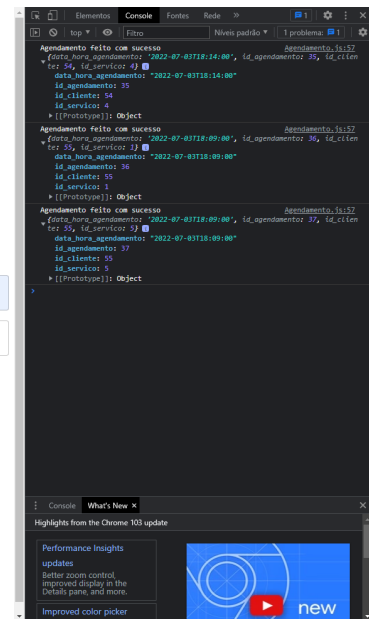 Elementos Console Fontes Rede » 1
top ▼ Filtro Níveis padrão ▼ 1 problema: 1
Agendamento feito com sucesso Agendamento.js:57
{data_hora_agendamento: '2022-07-03T18:14:00', id_agendamento: 35, id_clien
te: 54, id_servico: 4}
data_hora_agendamento: "2022-07-03T18:14:00"
id_agendamento: 35
id_cliente: 54
id_servico: 4
[[Prototype]]: Object
Agendamento feito com sucesso Agendamento.js:57
{data_hora_agendamento: '2022-07-03T18:09:00', id_agendamento: 36, id_clien
te: 55, id_servico: 1}
data_hora_agendamento: "2022-07-03T18:09:00"
id_agendamento: 36
id_cliente: 55
id_servico: 1
[[Prototype]]: Object
Agendamento feito com sucesso Agendamento.js:57
{data_hora_agendamento: '2022-07-03T18:09:00', id_agendamento: 37, id_clien
te: 55, id_servico: 5}
data_hora_agendamento: "2022-07-03T18:09:00"
id_agendamento: 37
id_cliente: 55
id_servico: 5
[[Prototype]]: Object
Console What's New ×
Highlights from the Chrome 103 update
Performance Insights
updates
Better zoom control,
improved display in the
Details pane, and more.
Improved color picker
new